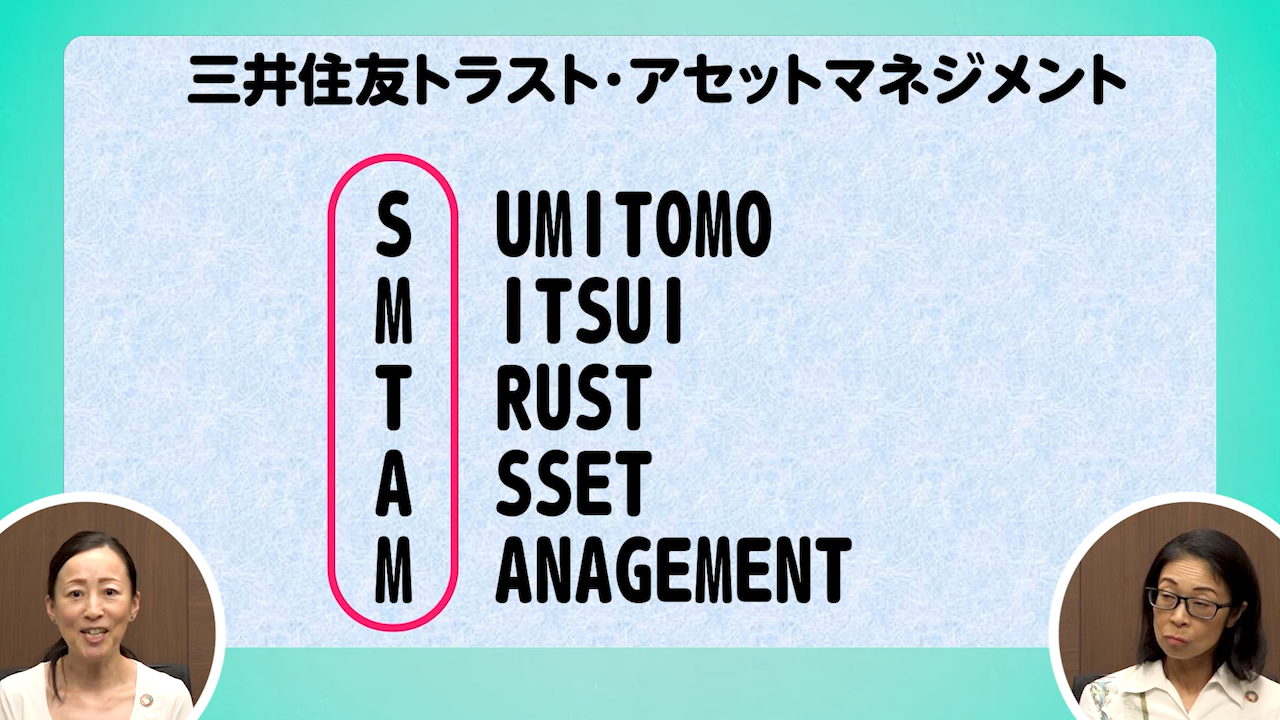 三井住友トラスト・アセットマネジメント
S UMITOMO
M ITSUI
T RUST
A SSET
M ANAGEMENT